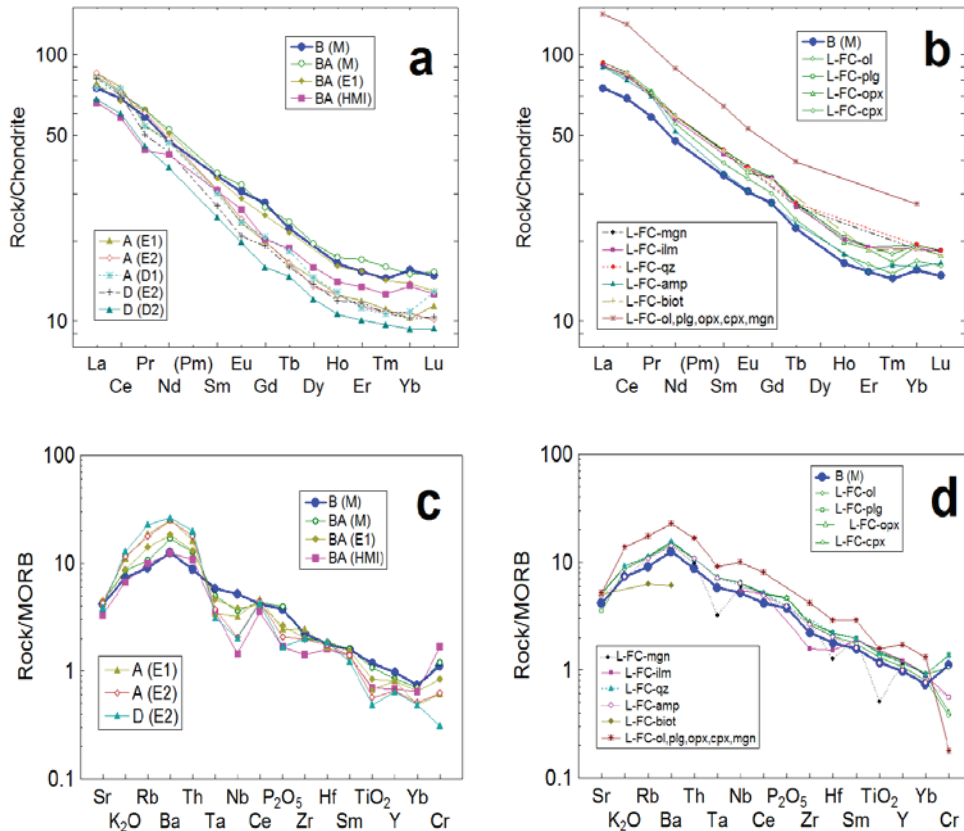 a
100
50
10
Rock/Chondrite
B (M)
BA (M)
BA (E1)
BA (HMI)
A (E1)
A (E2)
A (D1)
D (E2)
D (D2)
La Pr (Pm) Eu Tb Ho Tm Lu
Ce Nd Sm Gd Dy Er Yb
b
100
50
10
Rock/Chondrite
B (M)
L-FC-ol
L-FC-plg
L-FC-opx
L-FC-cpx
L-FC-mgn
L-FC-ilm
L-FC-qz
L-FC-amp
L-FC-biot
L-FC-ol,plg,opx,cpx,mgn
La Pr (Pm) Eu Tb Ho Tm Lu
Ce Nd Sm Gd Dy Er Yb
c
100
10
1
0.1
Rock/MORB
B (M)
BA (M)
BA (E1)
BA (HMI)
A (E1)
A (E2)
D (E2)
Sr Rb Th Nb P2O5 Hf TiO2 Yb
K2O Ba Ta Ce Zr Sm Y Cr
d
100
10
1
0.1
Rock/MORB
B (M)
L-FC-ol
L-FC-plg
L-FC-opx
L-FC-cpx
L-FC-mgn
L-FC-ilm
L-FC-qz
L-FC-amp
L-FC-biot
L-FC-ol,plg,opx,cpx,mgn
Sr Rb Th Nb P2O5 Hf TiO2 Yb
K2O Ba Ta Ce Zr Sm Y Cr